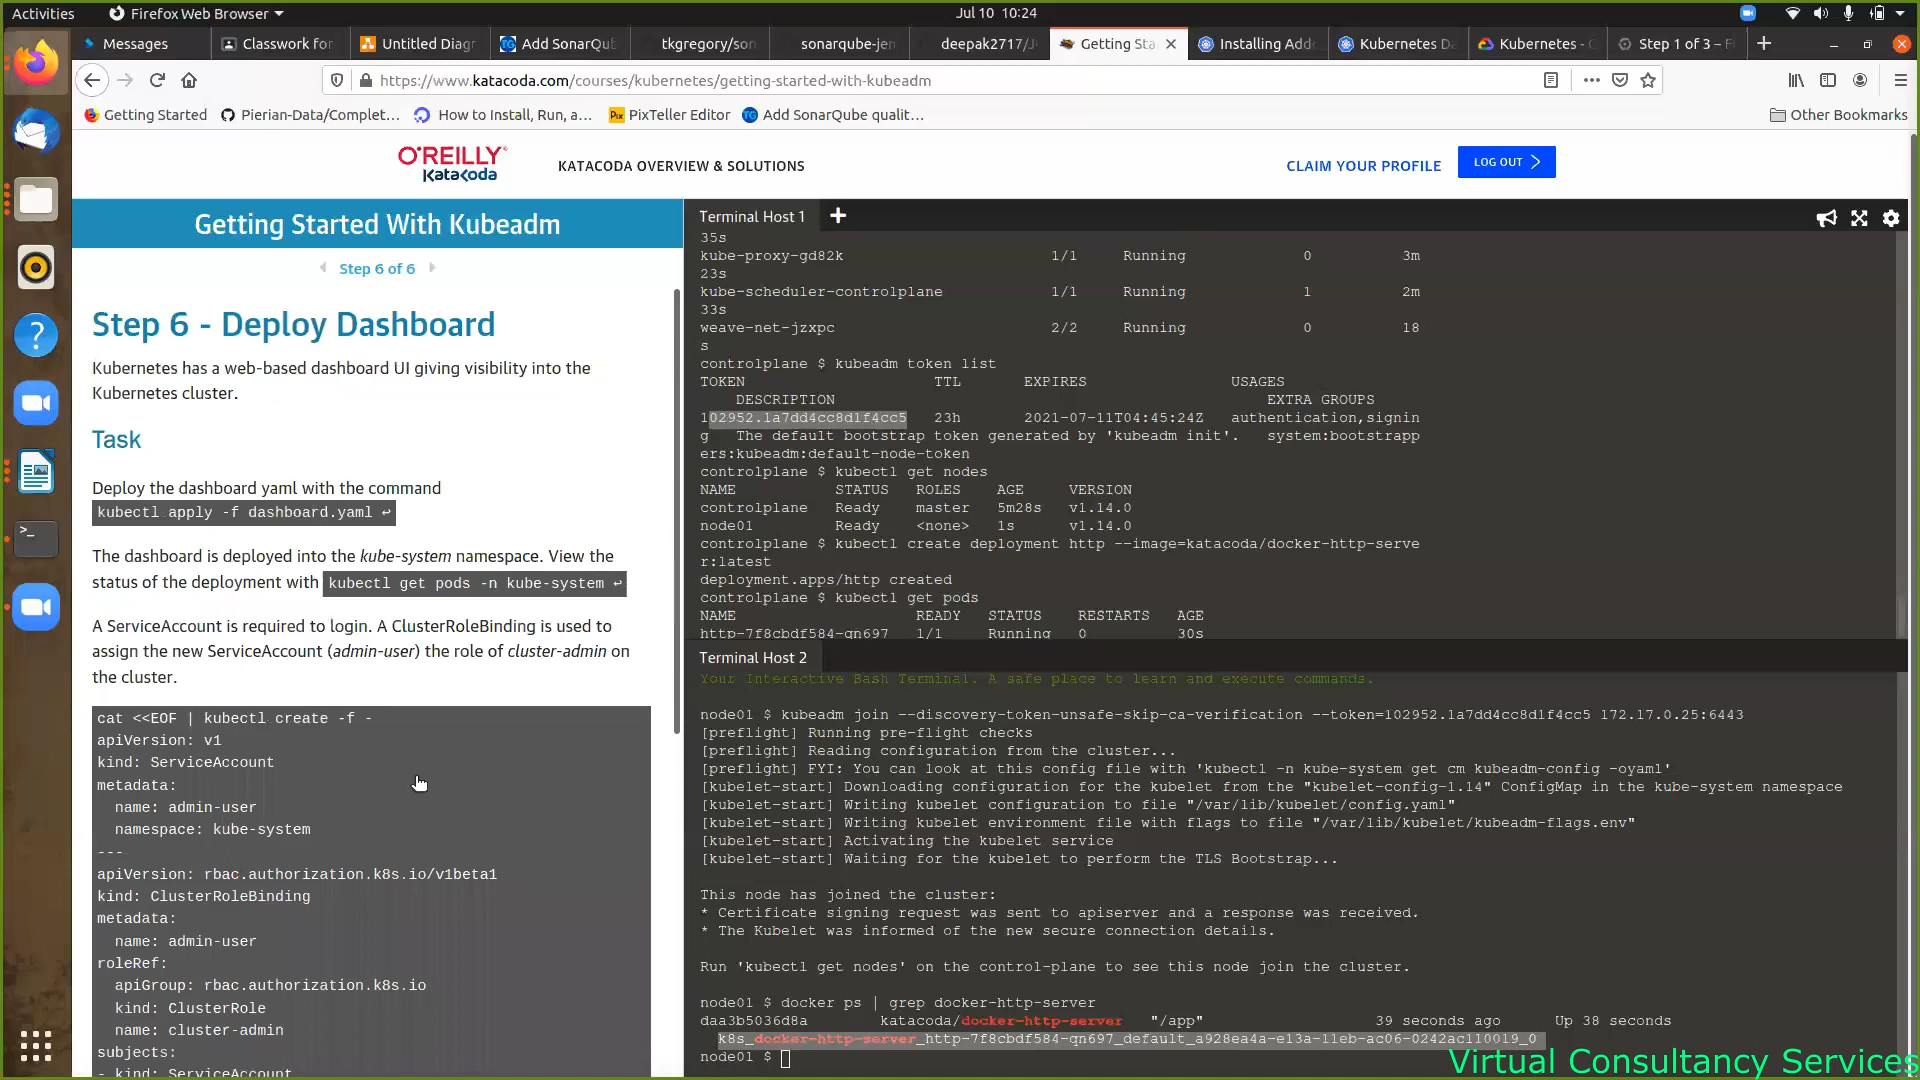 Activities
Firefox Web Browser
Jul 10 10:24
Messages
Classwork for
Untitled Diagr
Add SonarQu
tkgregory/son
sonarqube-jen
deepak2717/J
Getting Sta
Installing Add
Kubernetes Da
Kubernetes -
Step 1 of 3 –
https://www.katacoda.com/courses/kubernetes/getting-started-with-kubeadm
Getting Started
Pierian-Data/Complet...
How to Install, Run, a...
Pix
PixTeller Editor
Add SonarQube qualit...
Other Bookmarks
O'REILLY
Katacoda
KATACODA OVERVIEW & SOLUTIONS
CLAIM YOUR PROFILE
LOG OUT
Getting Started With Kubeadm
Step 6 of 6
Step 6 - Deploy Dashboard
Kubernetes has a web-based dashboard UI giving visibility into the
Kubernetes cluster.
Task
Deploy the dashboard yaml with the command
kubectl apply -f dashboard.yaml ↩
The dashboard is deployed into the kube-system namespace. View the
status of the deployment with kubectl get pods -n kube-system ↩
A ServiceAccount is required to login. A ClusterRoleBinding is used to
assign the new ServiceAccount (admin-user) the role of cluster-admin on
the cluster.
cat <<EOF | kubectl create -f -
apiVersion: v1
kind: ServiceAccount
metadata:
  name: admin-user
  namespace: kube-system
---
apiVersion: rbac.authorization.k8s.io/v1beta1
kind: ClusterRoleBinding
metadata:
  name: admin-user
roleRef:
  apiGroup: rbac.authorization.k8s.io
  kind: ClusterRole
  name: cluster-admin
subjects:
- kind: ServiceAccount
Terminal Host 1
35s
kube-proxy-gd82k 1/1 Running 0 3m
23s
kube-scheduler-controlplane 1/1 Running 1 2m
33s
weave-net-jzxpc 2/2 Running 0 18
s
controlplane $ kubeadm token list
TOKEN TTL EXPIRES USAGES
DESCRIPTION EXTRA GROUPS
102952.1a7dd4cc8d1f4cc5 23h 2021-07-11T04:45:24Z authentication,signin
g The default bootstrap token generated by 'kubeadm init'. system:bootstrapp
ers:kubeadm:default-node-token
controlplane $ kubectl get nodes
NAME STATUS ROLES AGE VERSION
controlplane Ready master 5m28s v1.14.0
node01 Ready <none> 1s v1.14.0
controlplane $ kubectl create deployment http --image=katacoda/docker-http-serve
r:latest
deployment.apps/http created
controlplane $ kubectl get pods
NAME READY STATUS RESTARTS AGE
http-7f8cbdf584-qn697 1/1 Running 0 30s
Terminal Host 2
Your Interactive Bash Terminal. A safe place to learn and execute commands.
node01 $ kubeadm join --discovery-token-unsafe-skip-ca-verification --token=102952.1a7dd4cc8d1f4cc5 172.17.0.25:6443
[preflight] Running pre-flight checks
[preflight] Reading configuration from the cluster...
[preflight] FYI: You can look at this config file with 'kubectl -n kube-system get cm kubeadm-config -oyaml'
[kubelet-start] Downloading configuration for the kubelet from the "kubelet-config-1.14" ConfigMap in the kube-system namespace
[kubelet-start] Writing kubelet configuration to file "/var/lib/kubelet/config.yaml"
[kubelet-start] Writing kubelet environment file with flags to file "/var/lib/kubelet/kubeadm-flags.env"
[kubelet-start] Activating the kubelet service
[kubelet-start] Waiting for the kubelet to perform the TLS Bootstrap...
This node has joined the cluster:
* Certificate signing request was sent to apiserver and a response was received.
* The Kubelet was informed of the new secure connection details.
Run 'kubectl get nodes' on the control-plane to see this node join the cluster.
node01 $ docker ps | grep docker-http-server
daa3b5036d8a katacoda/docker-http-server "/app" 39 seconds ago Up 38 seconds
k8s_docker-http-server_http-7f8cbdf584-qn697_default_a928ea4a-e13a-11eb-ac06-0242ac110019_0
node01 $
Virtual Consultancy Services